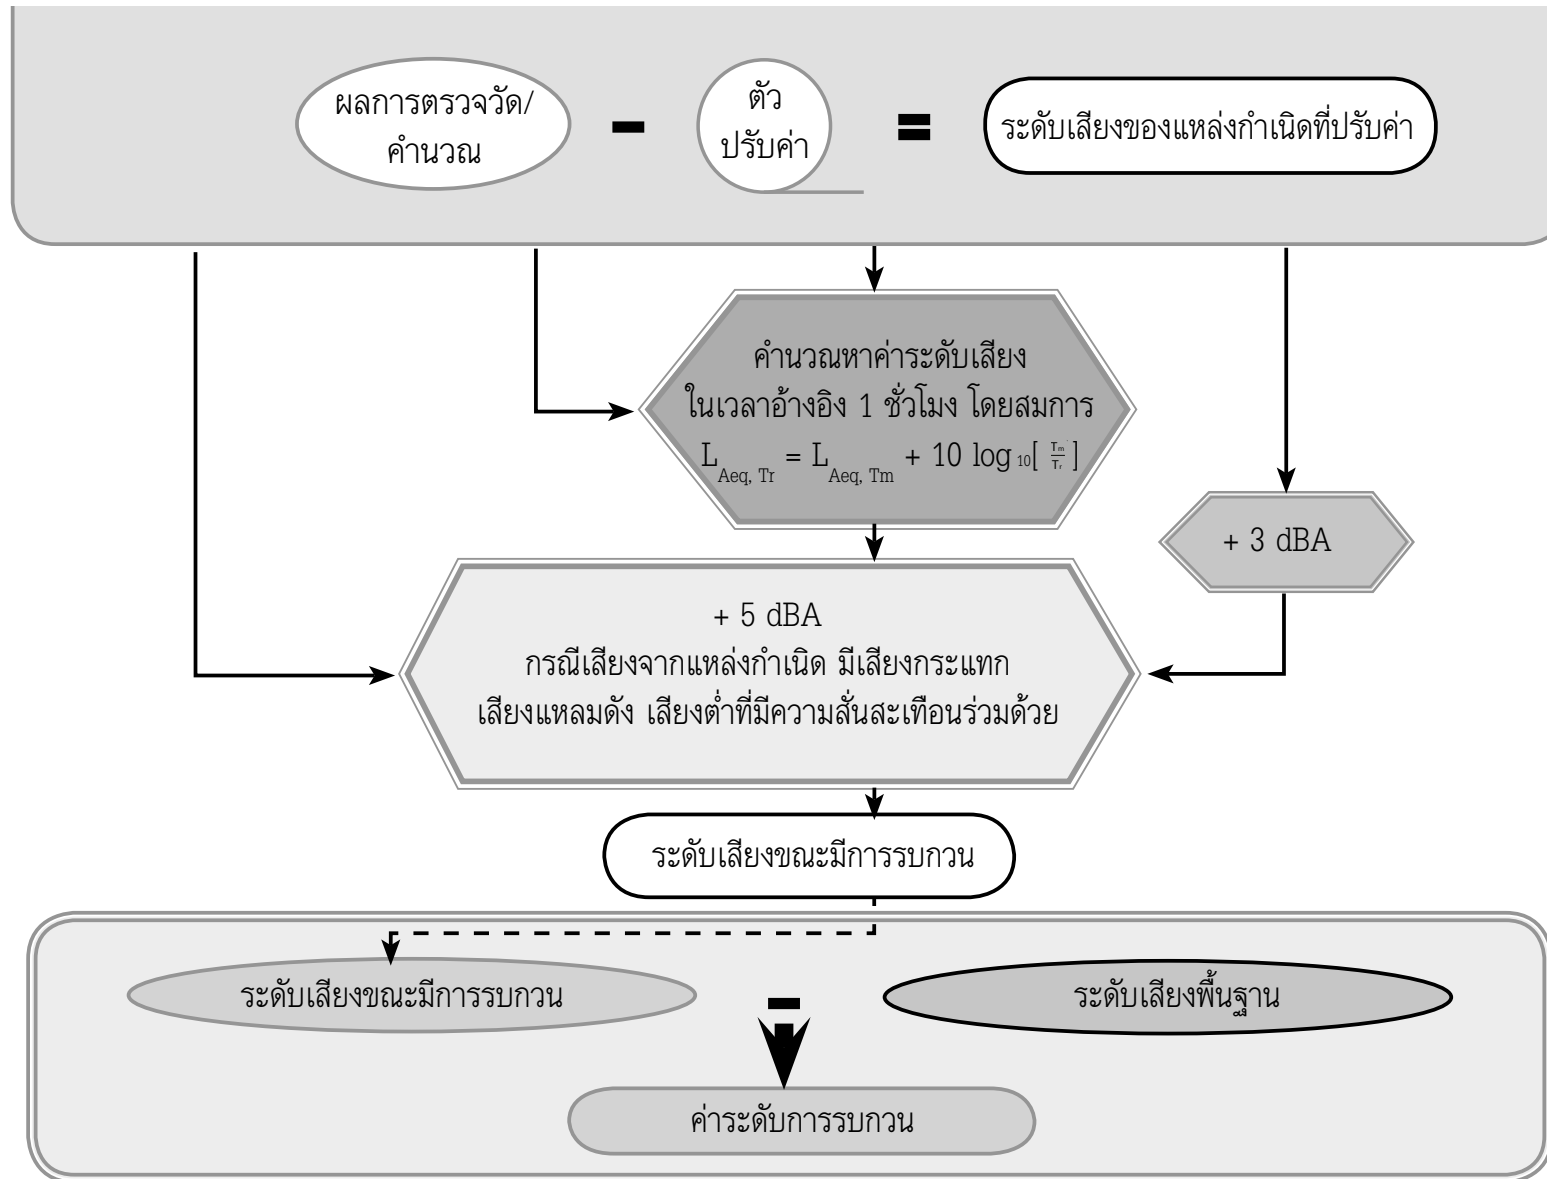 ผลการตรวจวัด/
คำนวณ
-
ตัว
ปรับค่า
=
ระดับเสียงของแหล่งกำเนิดที่ปรับค่า
คำนวณหาค่าระดับเสียง
ในเวลาอ้างอิง 1 ชั่วโมง โดยสมการ
L Aeq, Tr = L Aeq, Tm + 10 log 10[ Tm/Tr ]
+ 3 dBA
+ 5 dBA
กรณีเสียงจากแหล่งกำเนิด มีเสียงกระแทก
เสียงแหลมดัง เสียงต่ำที่มีความสั่นสะเทือนร่วมด้วย
ระดับเสียงขณะมีการรบกวน
ระดับเสียงขณะมีการรบกวน
-
ระดับเสียงพื้นฐาน
ค่าระดับการรบกวน